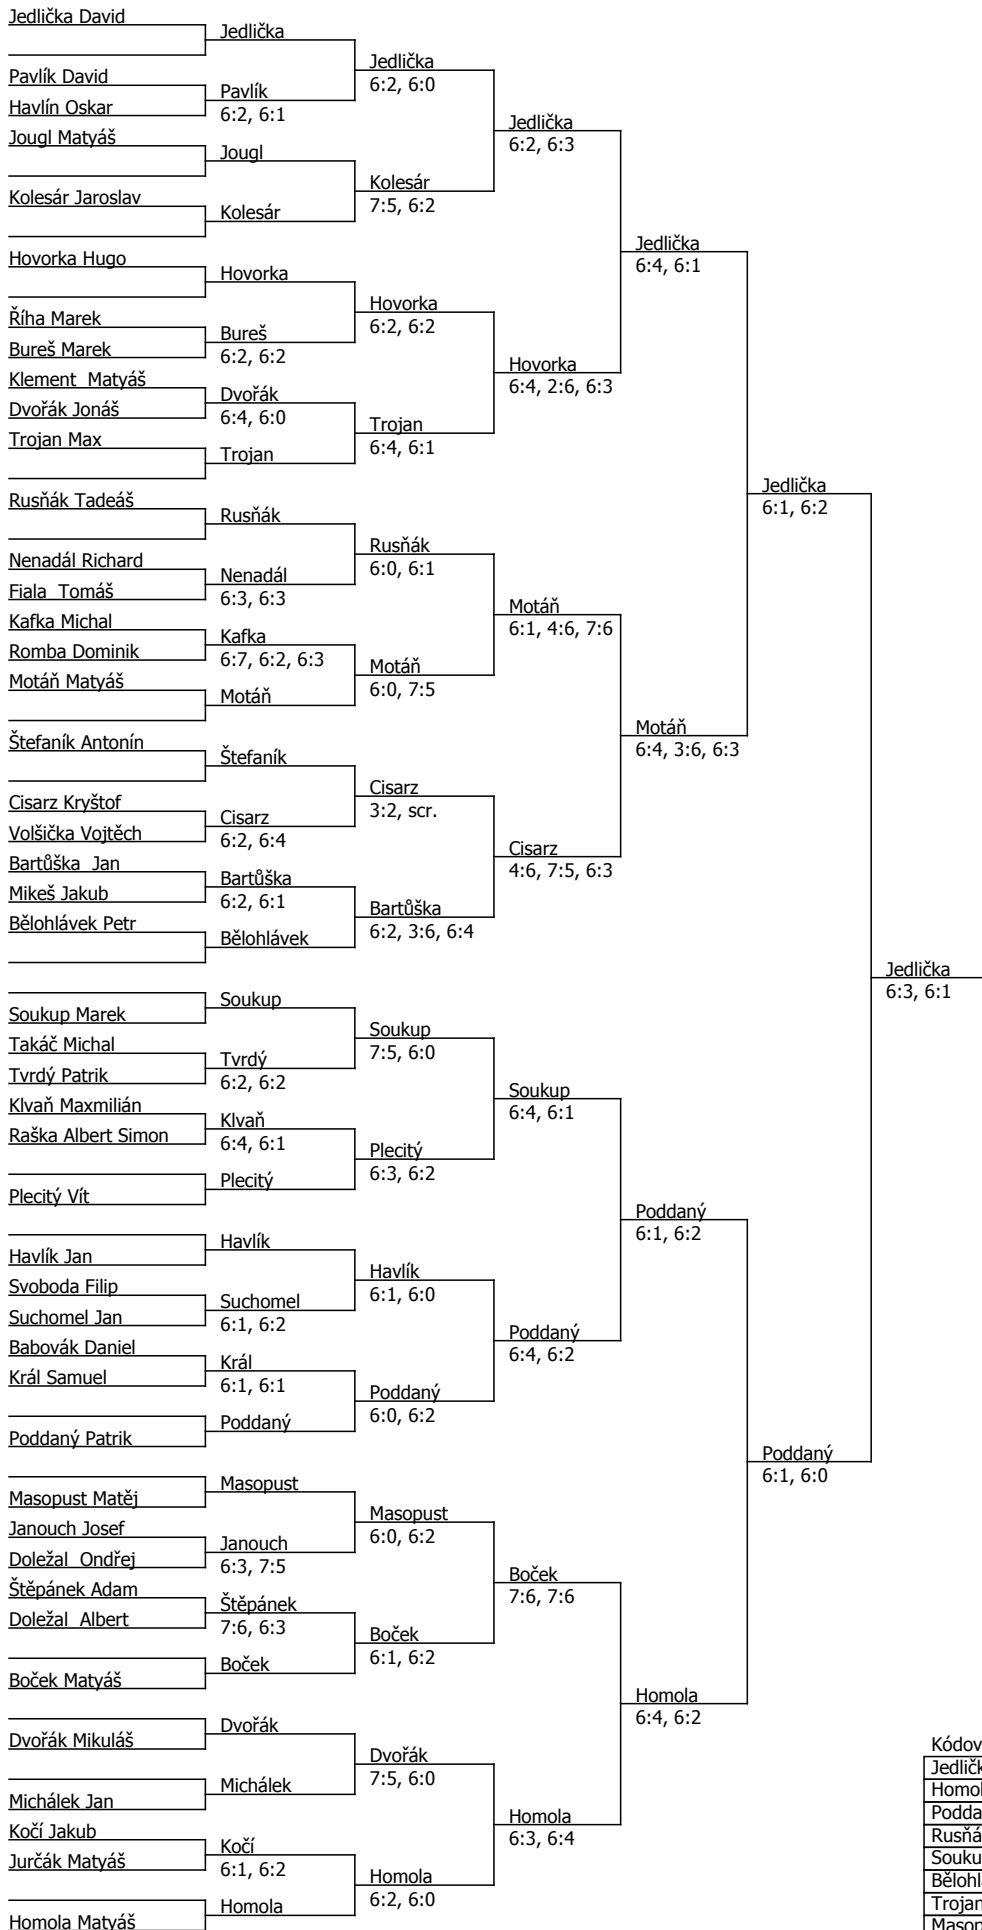 Jedlička David
Jedlička
Jedlička
6:2, 6:0
Pavlík David
Pavlík
Havlín Oskar
6:2, 6:1
Jedlička
6:2, 6:3
Jougl Matyáš
Jougl
Kolesár
7:5, 6:2
Kolesár Jaroslav
Kolesár
Jedlička
6:4, 6:1
Hovorka Hugo
Hovorka
Hovorka
6:2, 6:2
Říha Marek
Bureš
Bureš Marek
6:2, 6:2
Hovorka
6:4, 2:6, 6:3
Klement  Matyáš
Dvořák
Dvořák Jonáš
6:4, 6:0
Trojan
6:4, 6:1
Trojan Max
Trojan
Jedlička
6:1, 6:2
Rusňák Tadeáš
Rusňák
Rusňák
6:0, 6:1
Nenadál Richard
Nenadál
Fiala  Tomáš
6:3, 6:3
Motáň
6:1, 4:6, 7:6
Kafka Michal
Kafka
Romba Dominik
6:7, 6:2, 6:3
Motáň
6:0, 7:5
Motáň Matyáš
Motáň
Motáň
6:4, 3:6, 6:3
Štefaník Antonín
Štefaník
Cisarz
3:2, scr.
Cisarz Kryštof
Cisarz
Volšička Vojtěch
6:2, 6:4
Cisarz
4:6, 7:5, 6:3
Bartůška  Jan
Bartůška
Mikeš Jakub
6:2, 6:1
Bartůška
6:2, 3:6, 6:4
Bělohlávek Petr
Bělohlávek
Jedlička
6:3, 6:1
Soukup
Soukup Marek
Soukup
7:5, 6:0
Takáč Michal
Tvrdý
Tvrdý Patrik
6:2, 6:2
Soukup
6:4, 6:1
Klvaň Maxmilián
Klvaň
Raška Albert Simon
6:4, 6:1
Plecitý
6:3, 6:2
Plecitý
Plecitý Vít
Poddaný
6:1, 6:2
Havlík
Havlík Jan
Havlík
6:1, 6:0
Svoboda Filip
Suchomel
Suchomel Jan
6:1, 6:2
Poddaný
6:4, 6:2
Babovák Daniel
Král
Král Samuel
6:1, 6:1
Poddaný
6:0, 6:2
Poddaný
Poddaný Patrik
Poddaný
6:1, 6:0
Masopust
Masopust Matěj
Masopust
6:0, 6:2
Janouch Josef
Janouch
Doležal  Ondřej
6:3, 7:5
Boček
7:6, 7:6
Štěpánek Adam
Štěpánek
Doležal  Albert
7:6, 6:3
Boček
6:1, 6:2
Boček
Boček Matyáš
Homola
6:4, 6:2
Dvořák
Dvořák Mikuláš
Dvořák
7:5, 6:0
Michálek
Michálek Jan
Homola
6:3, 6:4
Kočí Jakub
Kočí
Jurčák Matyáš
6:1, 6:2
Homola
6:2, 6:0
Homola
Homola Matyáš